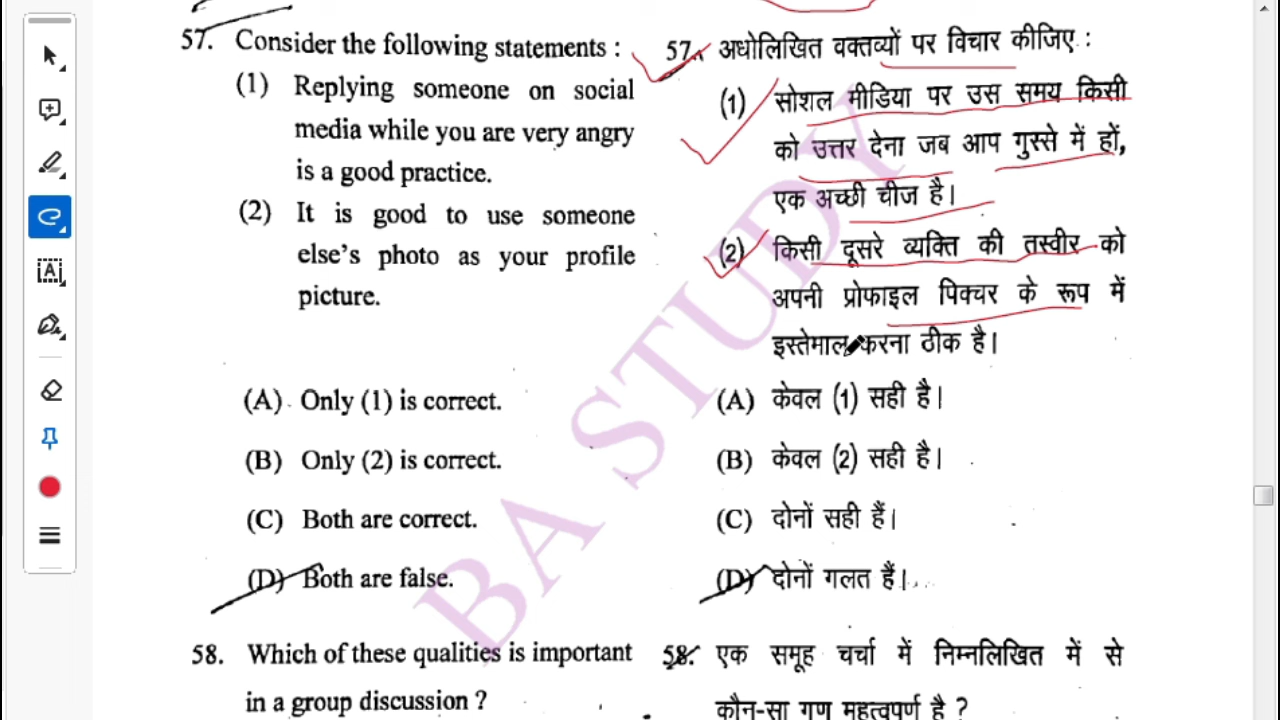 57. Consider the following statements :
(1) Replying someone on social
media while you are very angry
is a good practice.
(2) It is good to use someone
else's photo as your profile
picture.
(A) Only (1) is correct.
(B) Only (2) is correct.
(C) Both are correct.
(D) Both are false.
58. Which of these qualities is important
in a group discussion ?
57. अधोलिखित वक्तव्यों पर विचार कीजिए :
(1) सोशल मीडिया पर उस समय किसी
को उत्तर देना जब आप गुस्से में हों,
एक अच्छी चीज है।
(2) किसी दूसरे व्यक्ति की तस्वीर को
अपनी प्रोफाइल पिक्चर के रूप में
इस्तेमाल करना ठीक है।
(A) केवल (1) सही है।
(B) केवल (2) सही है।
(C) दोनों सही हैं।
(D) दोनों गलत हैं।
58. एक समूह चर्चा में निम्नलिखित में से
कौन-सा गुण महत्वपूर्ण है ?
BA STUDY